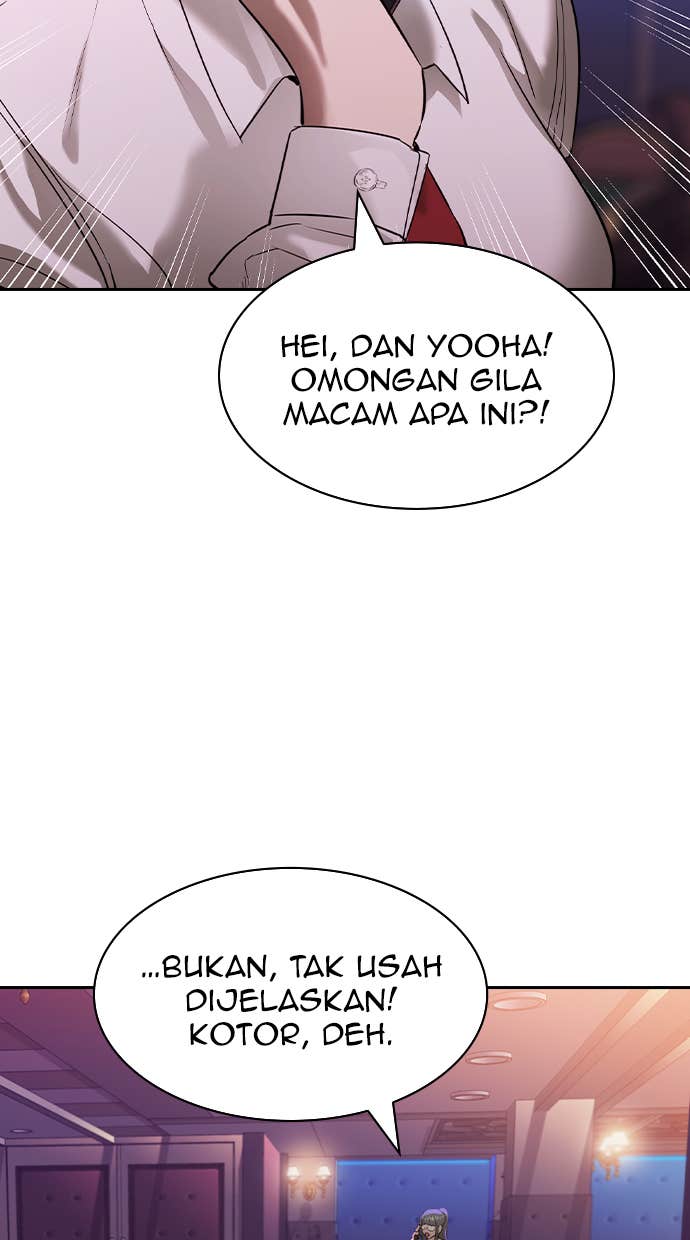 HEI, DAN YOOHA!
OMONGAN GILA
MACAM APA INI?!
...BUKAN, TAK USAH
DIJELASKAN!
KOTOR, DEH.